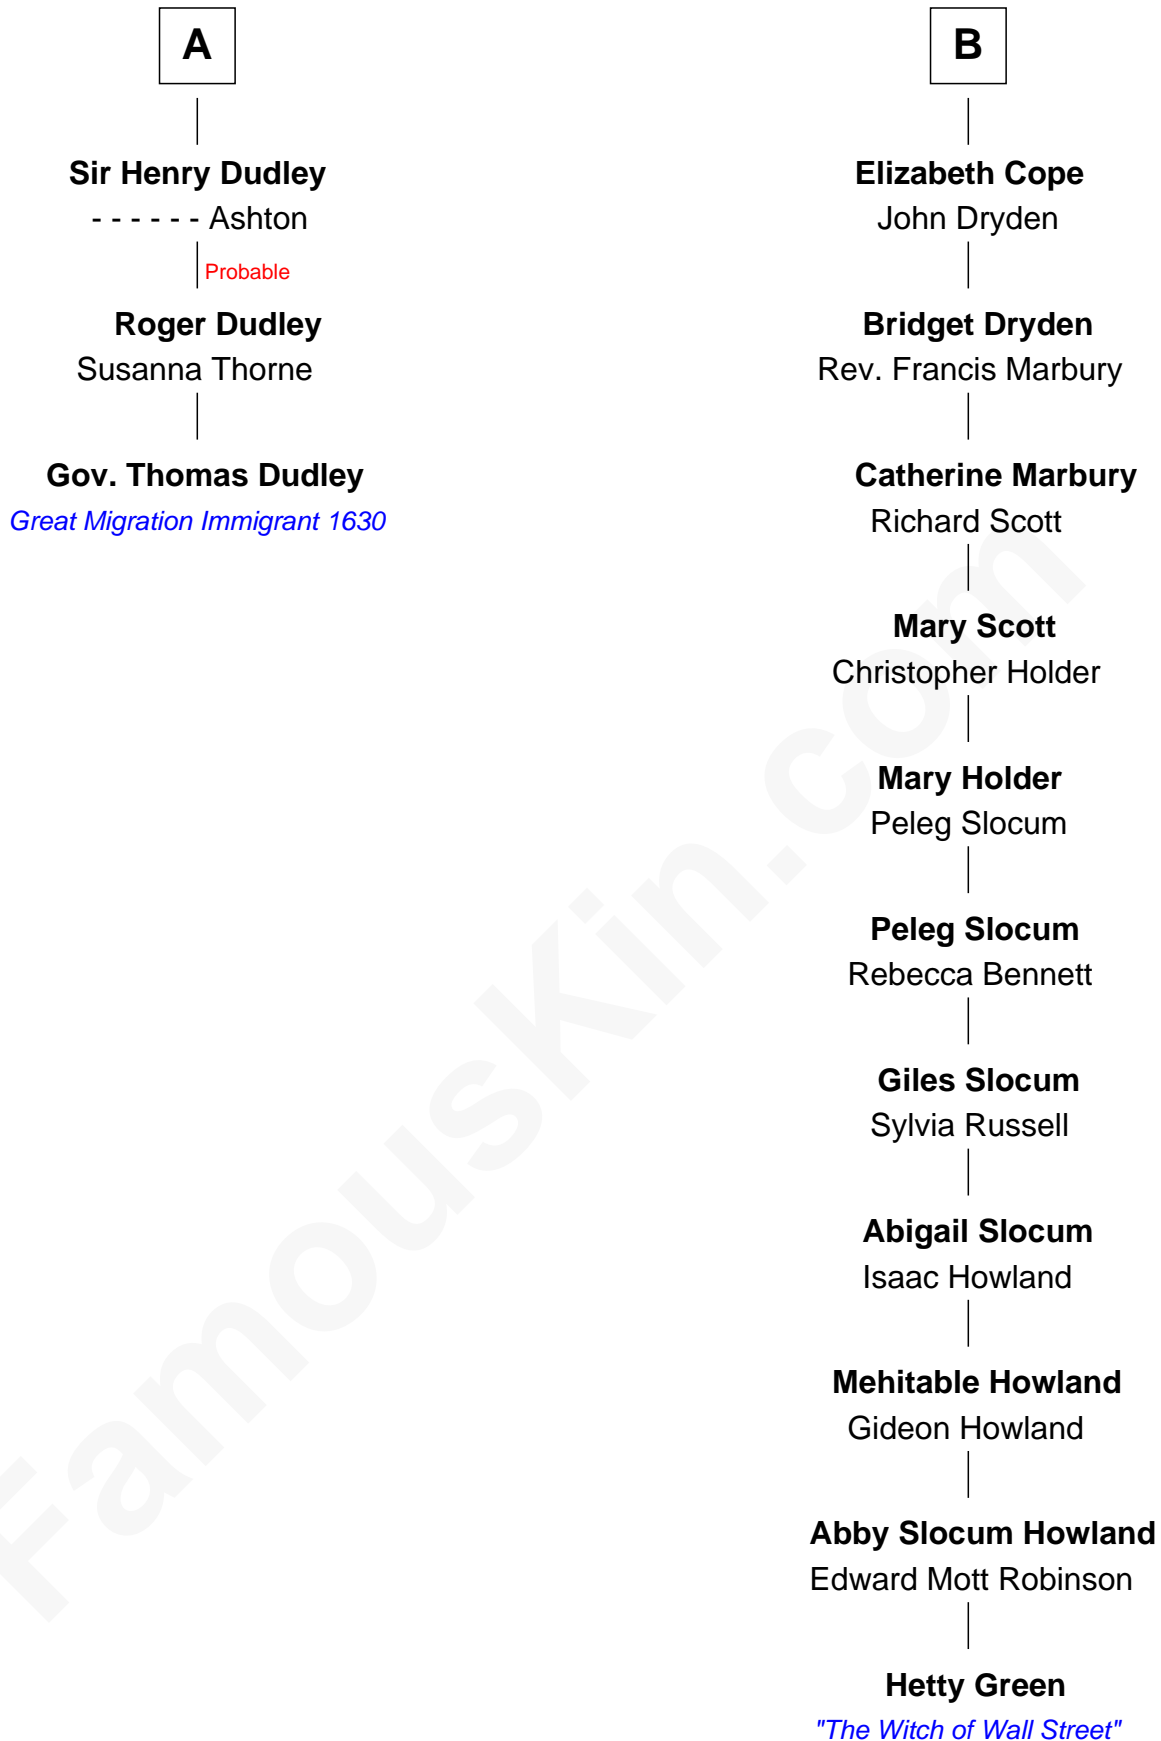 A
Sir Henry Dudley
- - - - - - Ashton
Probable
Roger Dudley
Susanna Thorne
Gov. Thomas Dudley
Great Migration Immigrant 1630
B
Elizabeth Cope
John Dryden
Bridget Dryden
Rev. Francis Marbury
Catherine Marbury
Richard Scott
Mary Scott
Christopher Holder
Mary Holder
Peleg Slocum
Peleg Slocum
Rebecca Bennett
Giles Slocum
Sylvia Russell
Abigail Slocum
Isaac Howland
Mehitable Howland
Gideon Howland
Abby Slocum Howland
Edward Mott Robinson
Hetty Green
"The Witch of Wall Street"
FamousKin.com